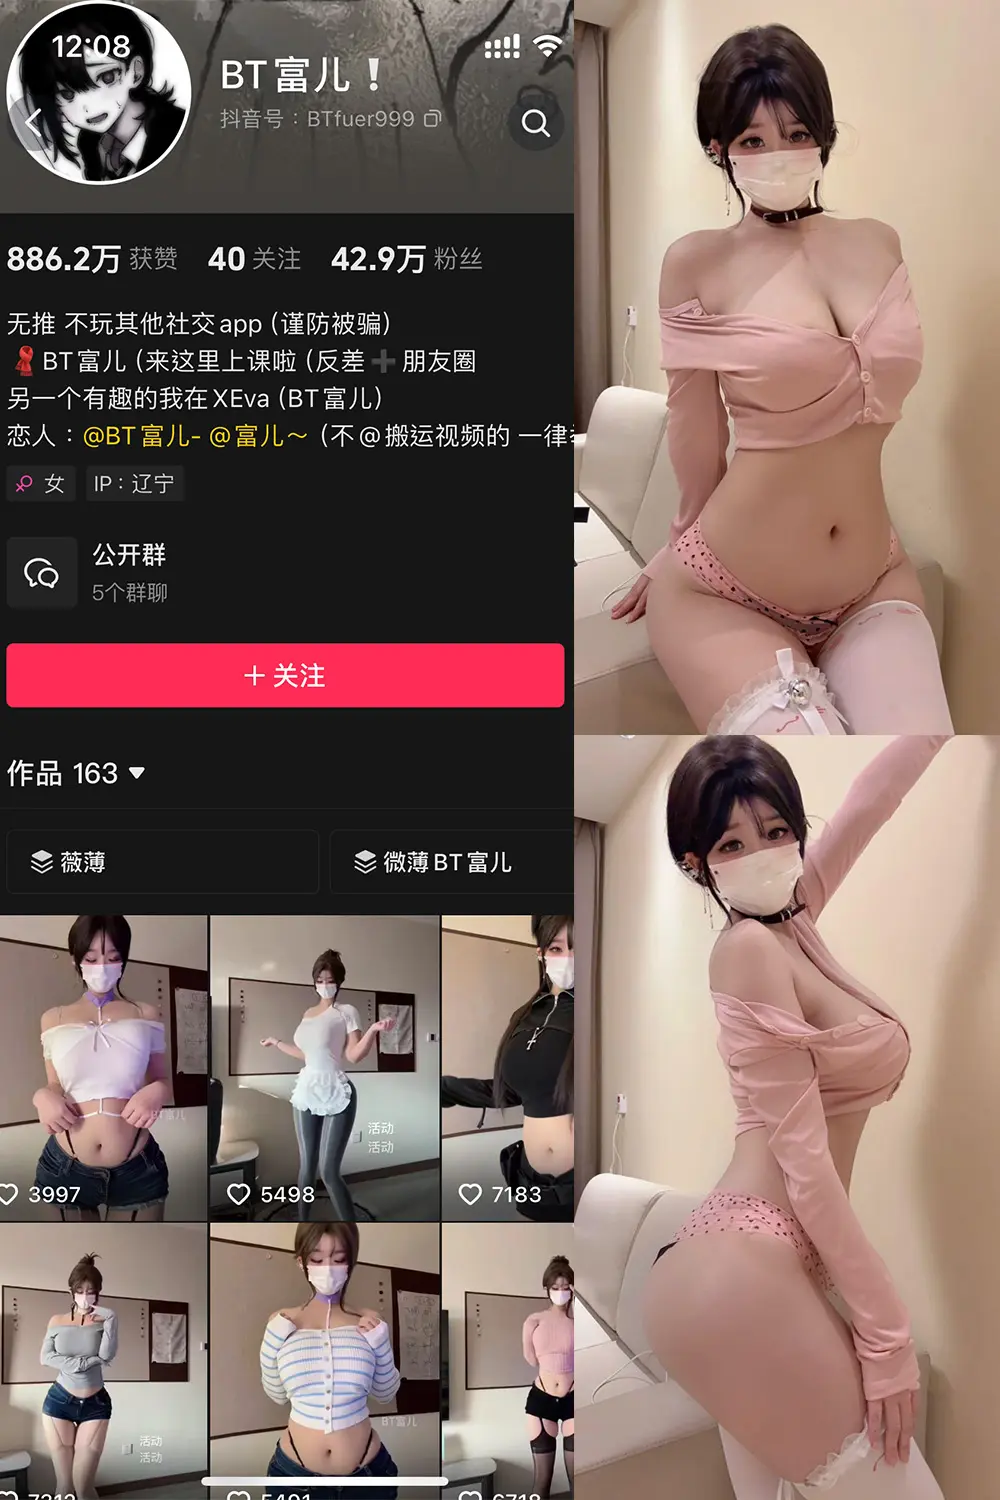 12:08
BT富儿！
抖音号：BTfuer999
886.2万 获赞 40 关注 42.9万 粉丝
无推 不玩其他社交app（谨防被骗）
BT富儿（来这里上课啦（反差➕朋友圈
另一个有趣的我在XEva（BT富儿）
恋人：@BT富儿- @富儿～（不@搬运视频的 一律
女 IP：辽宁
公开群
5个群聊
＋关注
作品 163
薇薄 微薄BT富儿
BT富儿
活动
活动
3997 5498 7183
BT富儿
活动
活动
7212 5491 6718